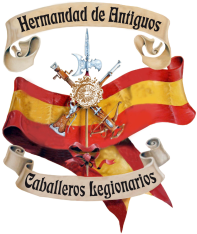 Hermandad de Antiguos
Caballeros Legionarios